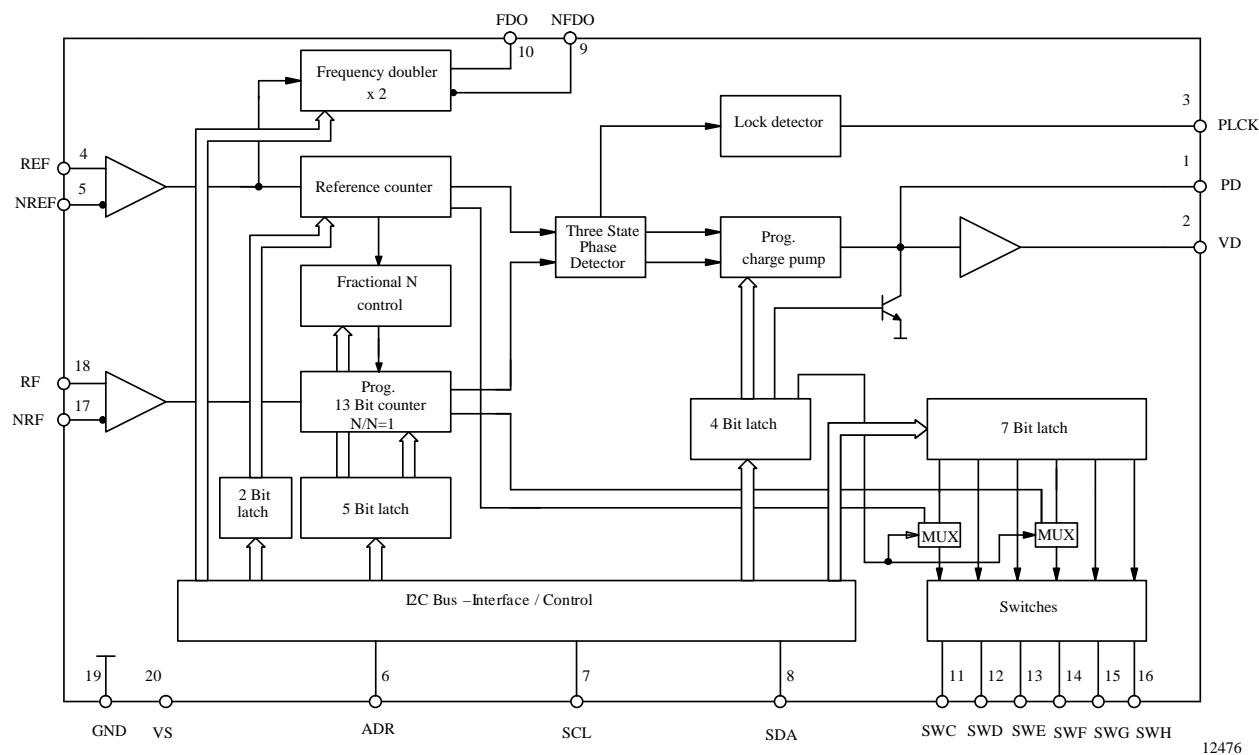 FDO NFDO
10 9
Frequency doubler
x 2
3
Lock detector
PLCK
REF 4
1
5
NREF
Reference counter
PD
2
Three State
Phase
Detector
Prog.
charge pump
VD
Fractional N
control
RF 18
17
NRF
Prog.
13 Bit counter
N/N=1
4 Bit latch
7 Bit latch
2 Bit
latch
5 Bit latch
MUX MUX
I2C Bus –Interface / Control
Switches
19 20 6 7 8 11 12 13 14 15 16
GND VS ADR SCL SDA SWC SWD SWE SWF SWG SWH
12476